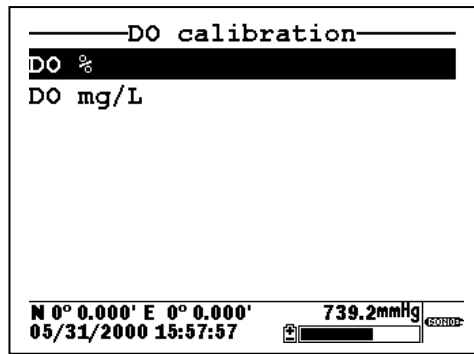 DO calibration
DO %
DO mg/L
N 0° 0.000' E 0° 0.000'
739.2mmHg
05/31/2000 15:57:57
SONDE